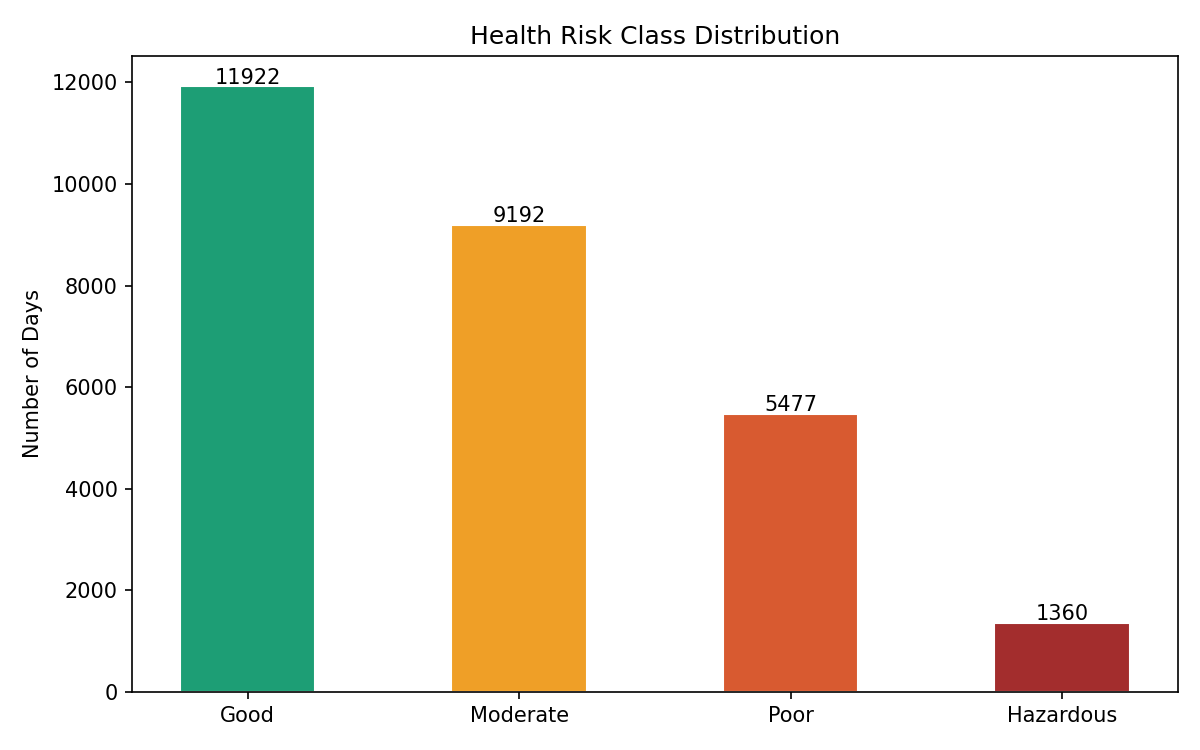 Health Risk Class Distribution
Number of Days
12000
10000
8000
6000
4000
2000
0
11922
9192
5477
1360
Good
Moderate
Poor
Hazardous